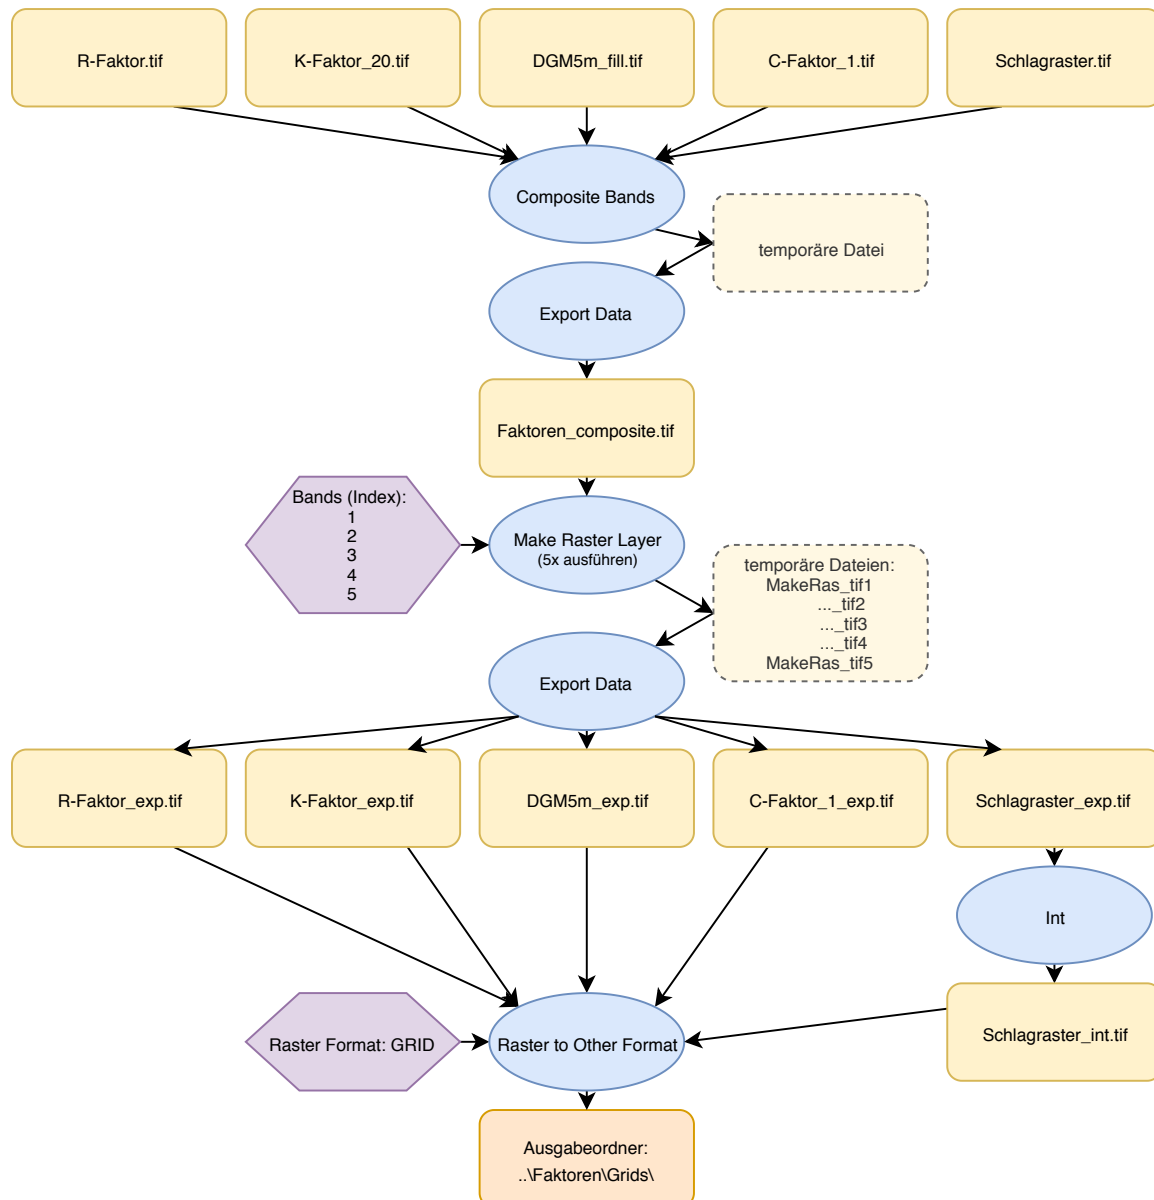 R-Faktor.tif
K-Faktor_20.tif
DGM5m_fill.tif
C-Faktor_1.tif
Schlagraster.tif
Composite Bands
temporäre Datei
Export Data
Faktoren_composite.tif
Bands (Index):
1
2
3
4
5
Make Raster Layer
(5x ausführen)
temporäre Dateien:
MakeRas_tif1
..._tif2
..._tif3
..._tif4
MakeRas_tif5
Export Data
R-Faktor_exp.tif
K-Faktor_exp.tif
DGM5m_exp.tif
C-Faktor_1_exp.tif
Schlagraster_exp.tif
Int
Schlagraster_int.tif
Raster Format: GRID
Raster to Other Format
Ausgabeordner:
..\Faktoren\Grids\